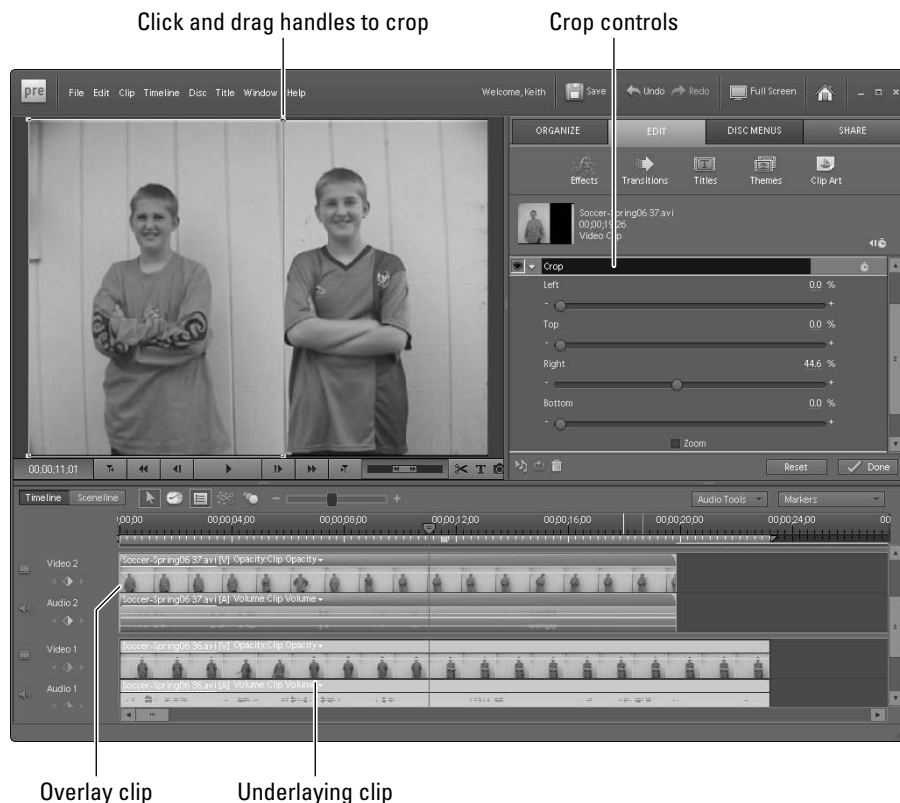 Click and drag handles to crop
Crop controls
pre File Edit Clip Timeline Disc Title Window Help Welcome, Keith Save Undo Redo Full Screen
ORGANIZE EDIT DISC MENUS SHARE
Effects Transitions Titles Themes Clip Art
Soccer-Spring06 37.avi
00;00;19;26
Video Clip
Crop
Left 0.0 %
- +
Top 0.0 %
- +
Right 44.6 %
- +
Bottom 0.0 %
- +
Zoom
00;00;11;01 Reset Done
Timeline Sceneline - + Audio Tools Markers
00;00;04;00 00;00;08;00 00;00;12;00 00;00;16;00 00;00;20;00 00;00;24;00
Video 2 Soccer-Spring06 37.avi [V] Opacity:Clip Opacity
Audio 2 Soccer-Spring06 37.avi [A] Volume:Clip Volume
Video 1 Soccer-Spring06 36.avi [V] Opacity:Clip Opacity
Audio 1 Soccer-Spring06 36.avi [A] Volume:Clip Volume
Overlay clip
Underlaying clip